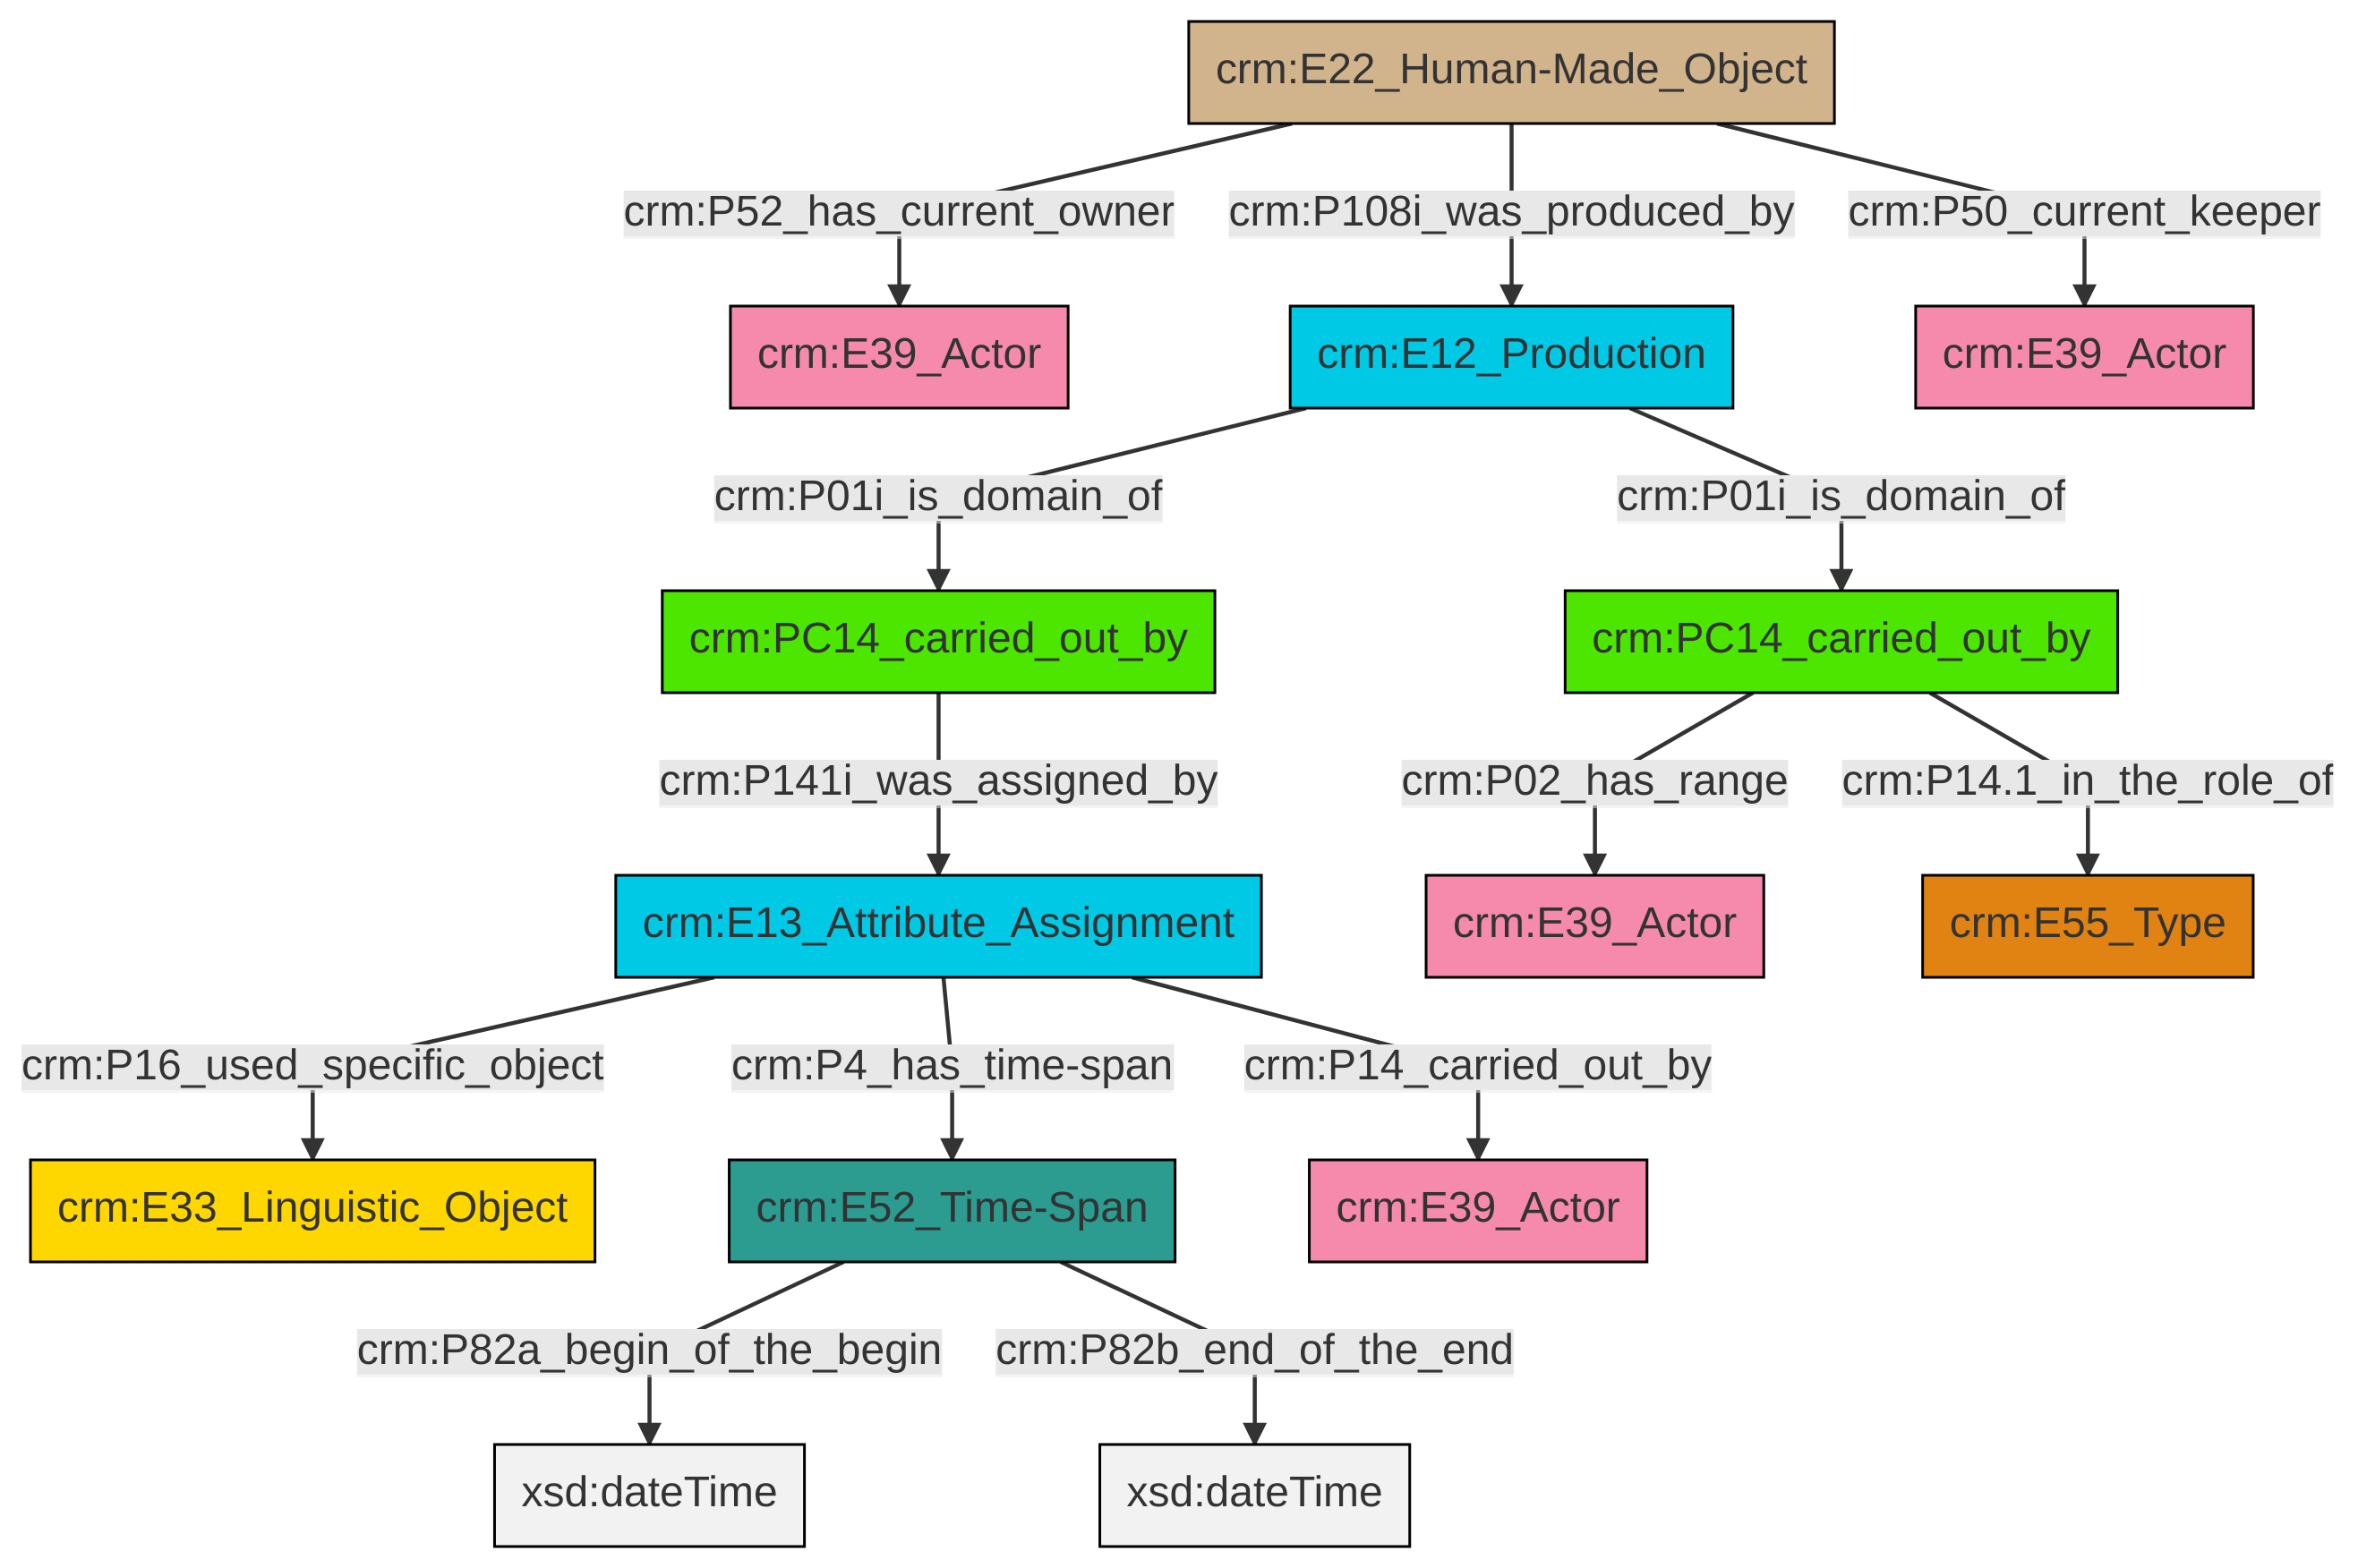 crm:E22_Human-Made_Object
crm:P52_has_current_owner
crm:P108i_was_produced_by
crm:P50_current_keeper
crm:E39_Actor
crm:E12_Production
crm:E39_Actor
crm:P01i_is_domain_of
crm:P01i_is_domain_of
crm:PC14_carried_out_by
crm:PC14_carried_out_by
crm:P141i_was_assigned_by
crm:P02_has_range
crm:P14.1_in_the_role_of
crm:E13_Attribute_Assignment
crm:E39_Actor
crm:E55_Type
crm:P16_used_specific_object
crm:P4_has_time-span
crm:P14_carried_out_by
crm:E33_Linguistic_Object
crm:E52_Time-Span
crm:E39_Actor
crm:P82a_begin_of_the_begin
crm:P82b_end_of_the_end
xsd:dateTime
xsd:dateTime